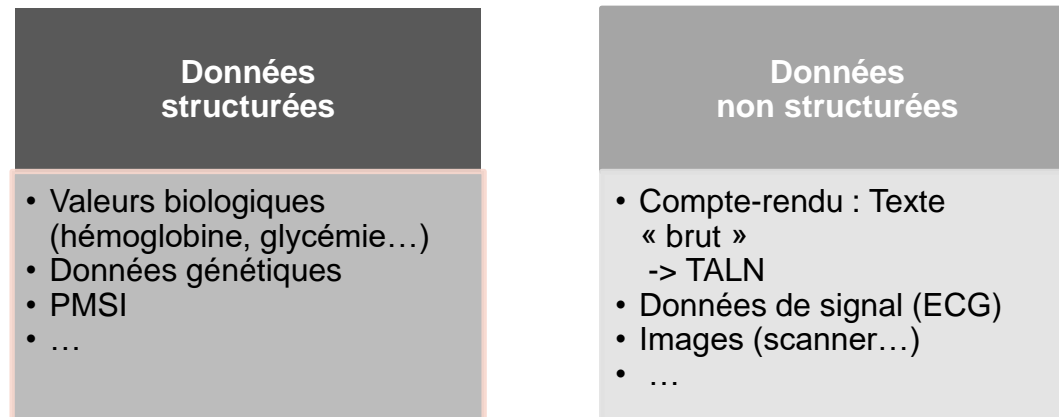 Données
structurées
• Valeurs biologiques
(hémoglobine, glycémie…)
• Données génétiques
• PMSI
• …
Données
non structurées
• Compte-rendu : Texte
« brut »
-> TALN
• Données de signal (ECG)
• Images (scanner…)
• …